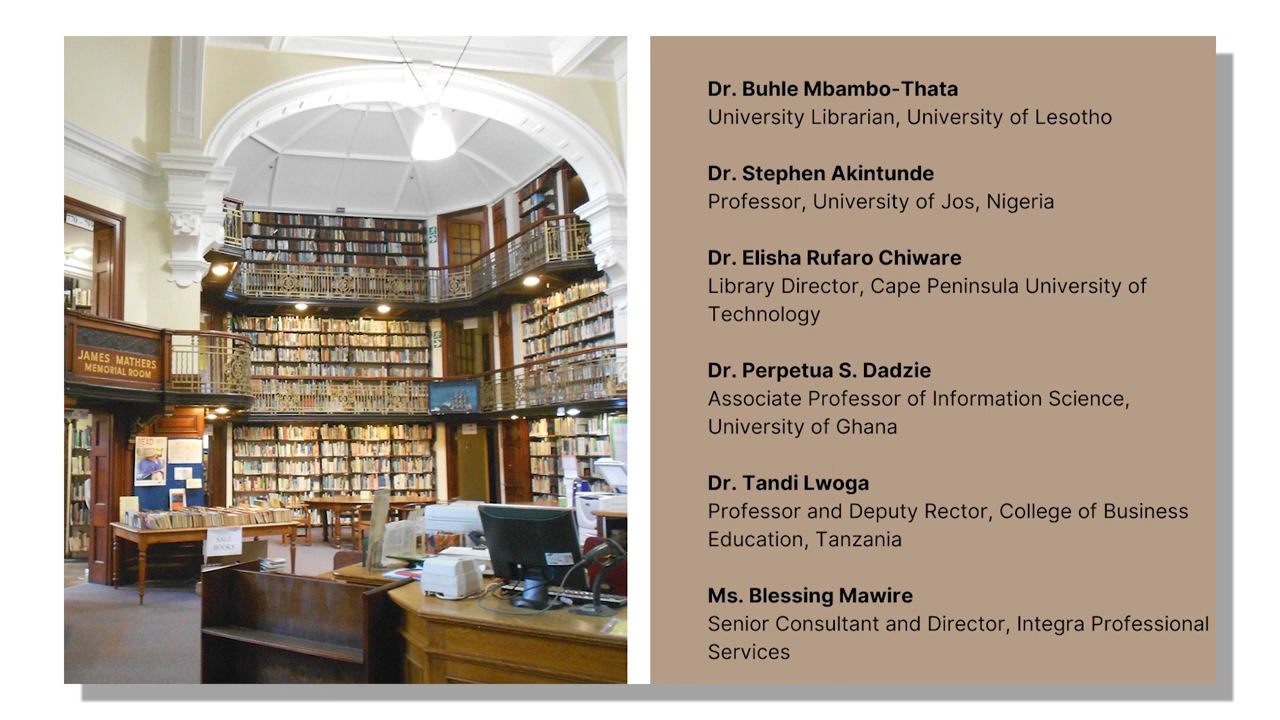 JAMES MATHERS
MEMORIAL ROOM
READ
SALE
BOOKS
Dr. Buhle Mbambo-Thata
University Librarian, University of Lesotho
Dr. Stephen Akintunde
Professor, University of Jos, Nigeria
Dr. Elisha Rufaro Chiware
Library Director, Cape Peninsula University of
Technology
Dr. Perpetua S. Dadzie
Associate Professor of Information Science,
University of Ghana
Dr. Tandi Lwoga
Professor and Deputy Rector, College of Business
Education, Tanzania
Ms. Blessing Mawire
Senior Consultant and Director, Integra Professional
Services